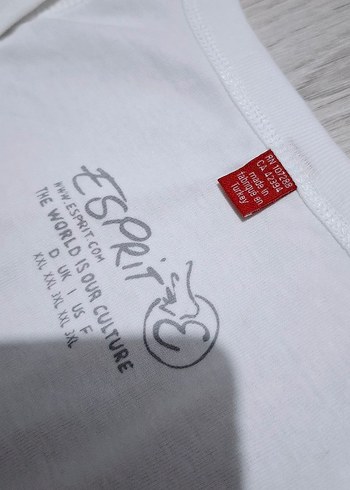 ESPRIT
WWW.ESPRIT.COM
THE WORLD IS OUR CULTURE
D UK I US F
XXL XXL 3XL XXL 3XL
RN 107288
CA 42394
made in
fabriqué en
Turkey